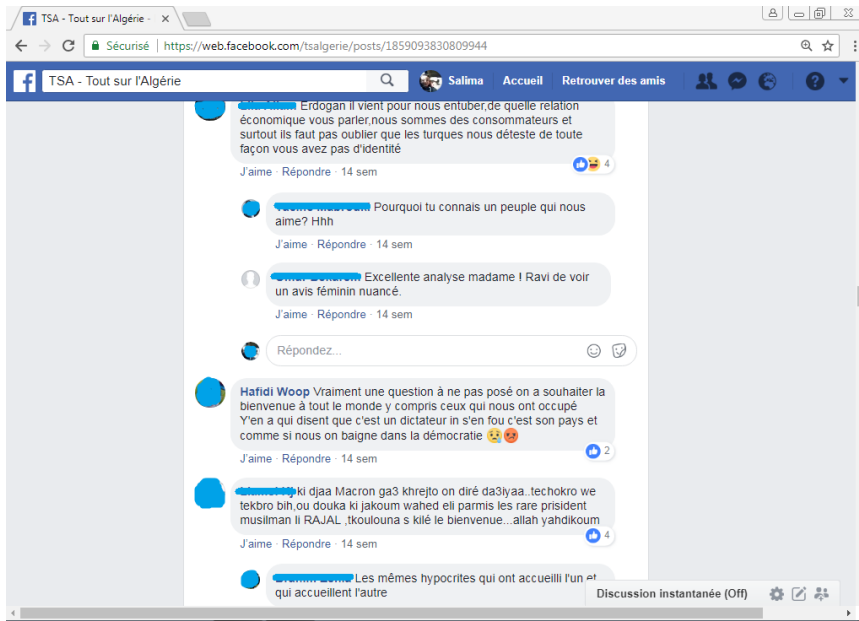 TSA - Tout sur l'Algérie -
Sécurisé | https://web.facebook.com/tsalgerie/posts/1859093830809944
TSA - Tout sur l'Algérie
Salima Accueil Retrouver des amis
Erdogan il vient pour nous entuber,de quelle relation
économique vous parler,nous sommes des consommateurs et
surtout ils faut pas oublier que les turques nous déteste de toute
façon vous avez pas d'identité
4
J'aime · Répondre · 14 sem
Pourquoi tu connais un peuple qui nous
aime? Hhh
J'aime · Répondre · 14 sem
Excellente analyse madame ! Ravi de voir
un avis féminin nuancé.
J'aime · Répondre · 14 sem
Répondez...
Hafidi Woop Vraiment une question à ne pas posé on a souhaiter la
bienvenue à tout le monde y compris ceux qui nous ont occupé
Y'en a qui disent que c'est un dictateur in s'en fou c'est son pays et
comme si nous on baigne dans la démocratie 😢😡
2
J'aime · Répondre · 14 sem
ki djaa Macron ga3 khrejto on diré da3iyaa..techokro we
tekbro bih,ou douka ki jakoum wahed eli parmis les rare prisident
musilman li RAJAL ,tkoulouna s kilé le bienvenue...allah yahdikoum
4
J'aime · Répondre · 14 sem
Les mêmes hypocrites qui ont accueilli l'un et
qui accueillent l'autre
Discussion instantanée (Off)